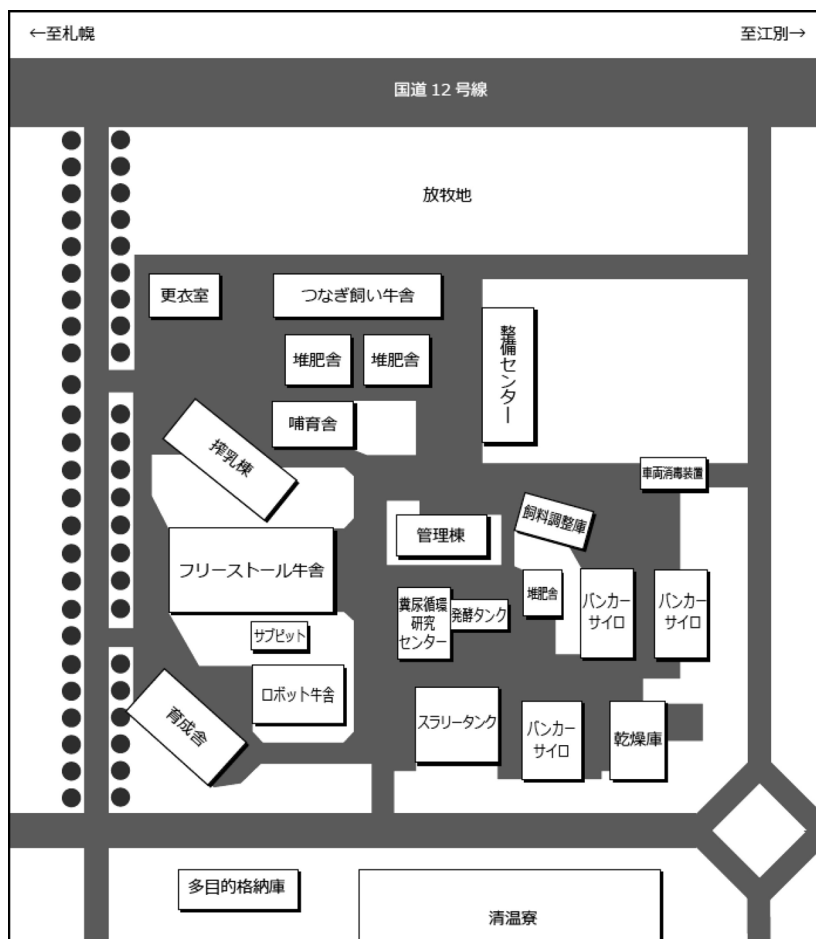 ←至札幌
至江別→
国道12号線
放牧地
更衣室
つなぎ飼い牛舎
整備センター
堆肥舎
堆肥舎
哺育舎
搾乳棟
車両消毒装置
飼料調整庫
管理棟
フリーストール牛舎
糞尿循環
研究
センター
発酵タンク
堆肥舎
バンカー
サイロ
バンカー
サイロ
サブピット
ロボット牛舎
育成舎
スラリータンク
バンカー
サイロ
乾燥庫
多目的格納庫
清温寮